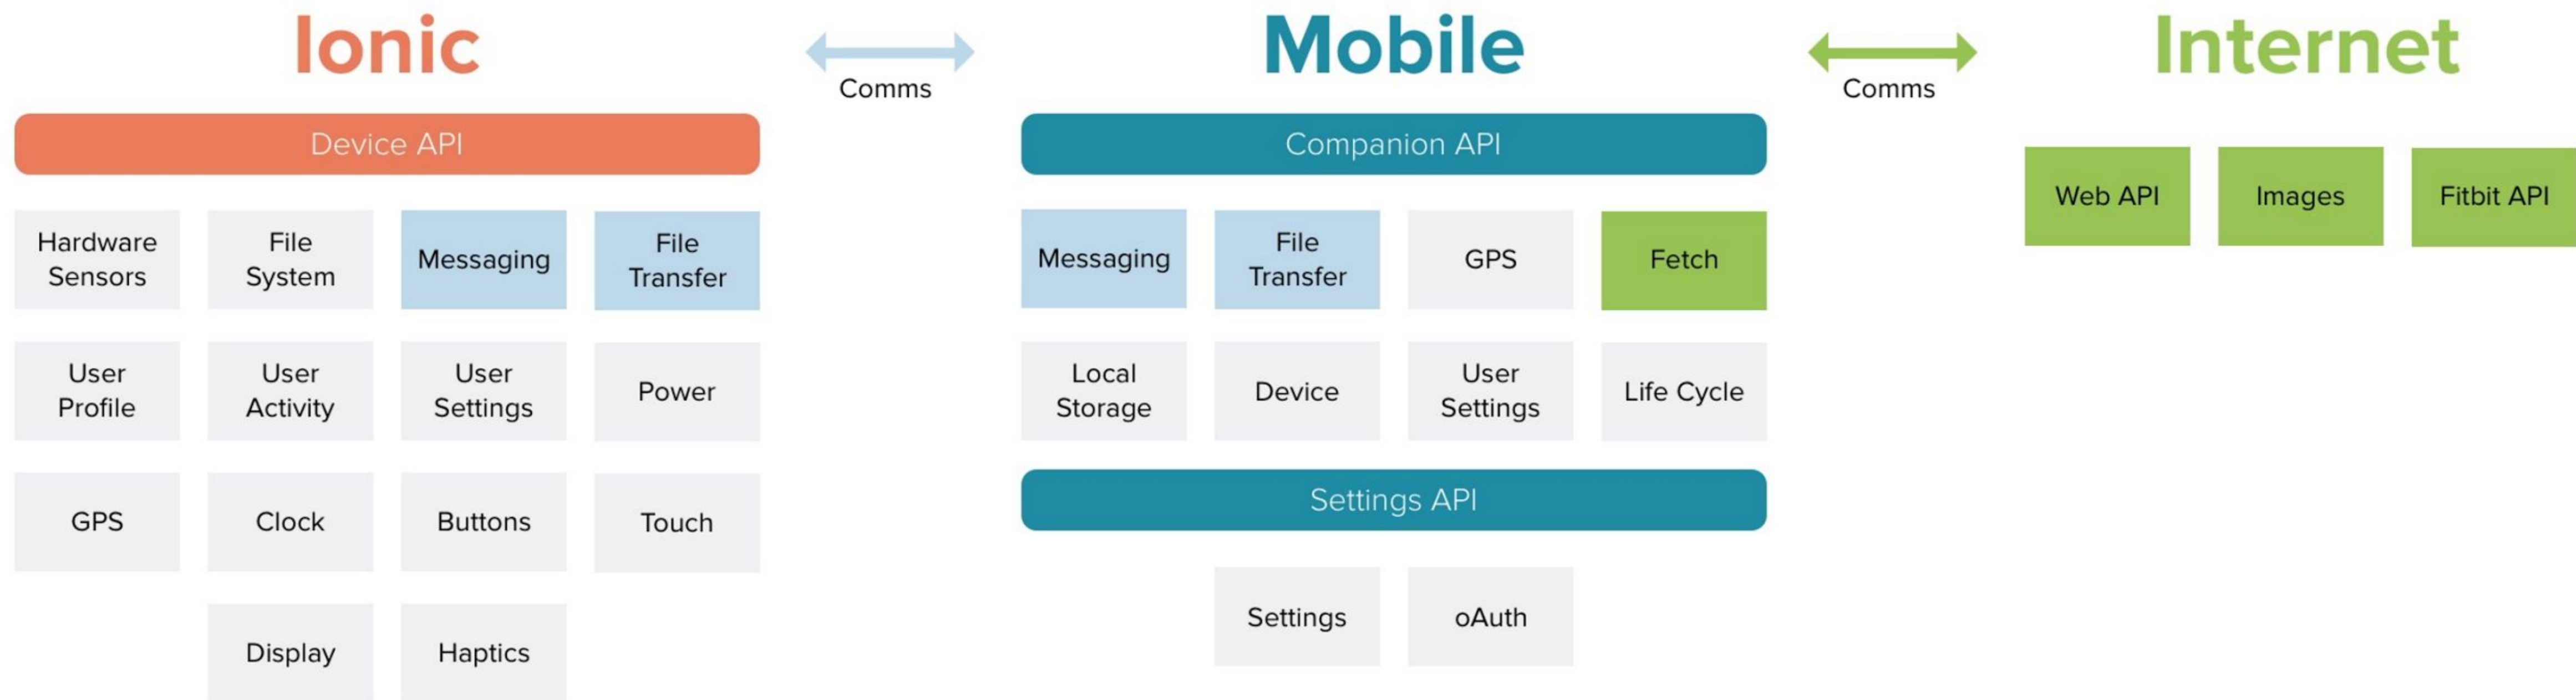 Ionic
Comms
Mobile
Comms
Internet
Device API
Hardware
Sensors
File
System
Messaging
File
Transfer
User
Profile
User
Activity
User
Settings
Power
GPS
Clock
Buttons
Touch
Display
Haptics
Companion API
Messaging
File
Transfer
GPS
Fetch
Local
Storage
Device
User
Settings
Life Cycle
Settings API
Settings
oAuth
Web API
Images
Fitbit API